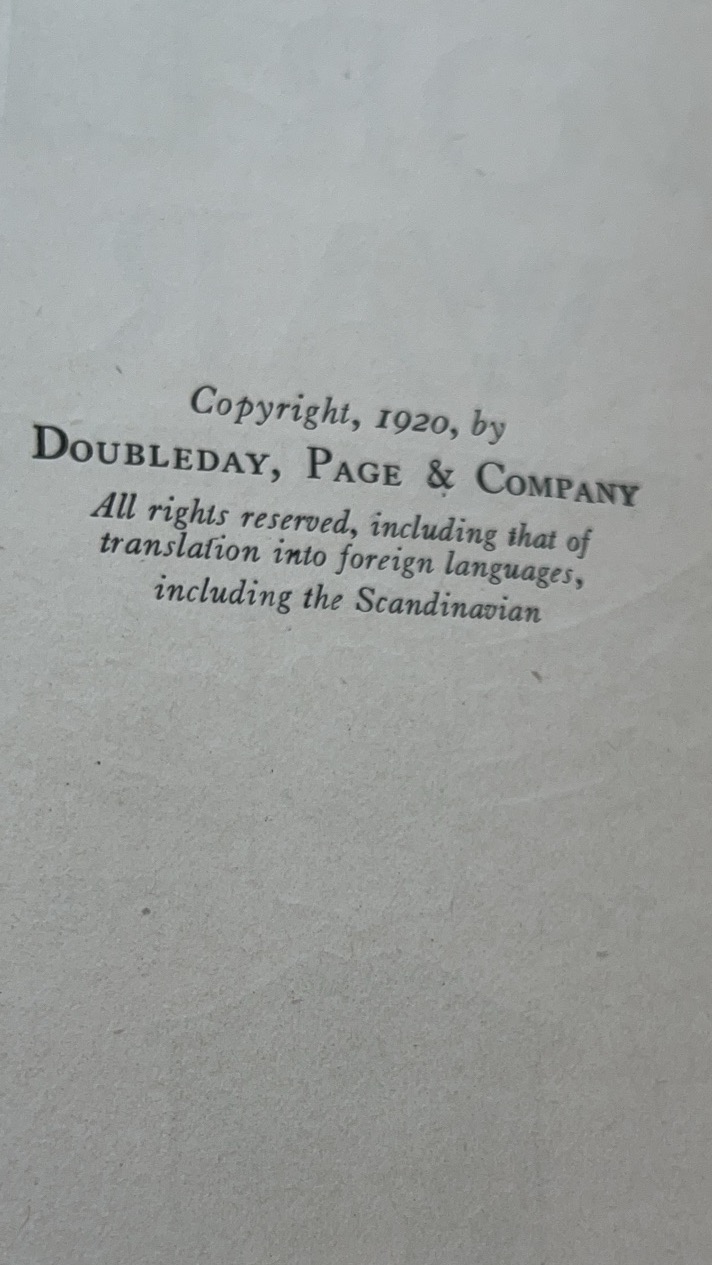 Copyright, 1920, by
DOUBLEDAY, PAGE & COMPANY
All rights reserved, including that of
translation into foreign languages,
including the Scandinavian